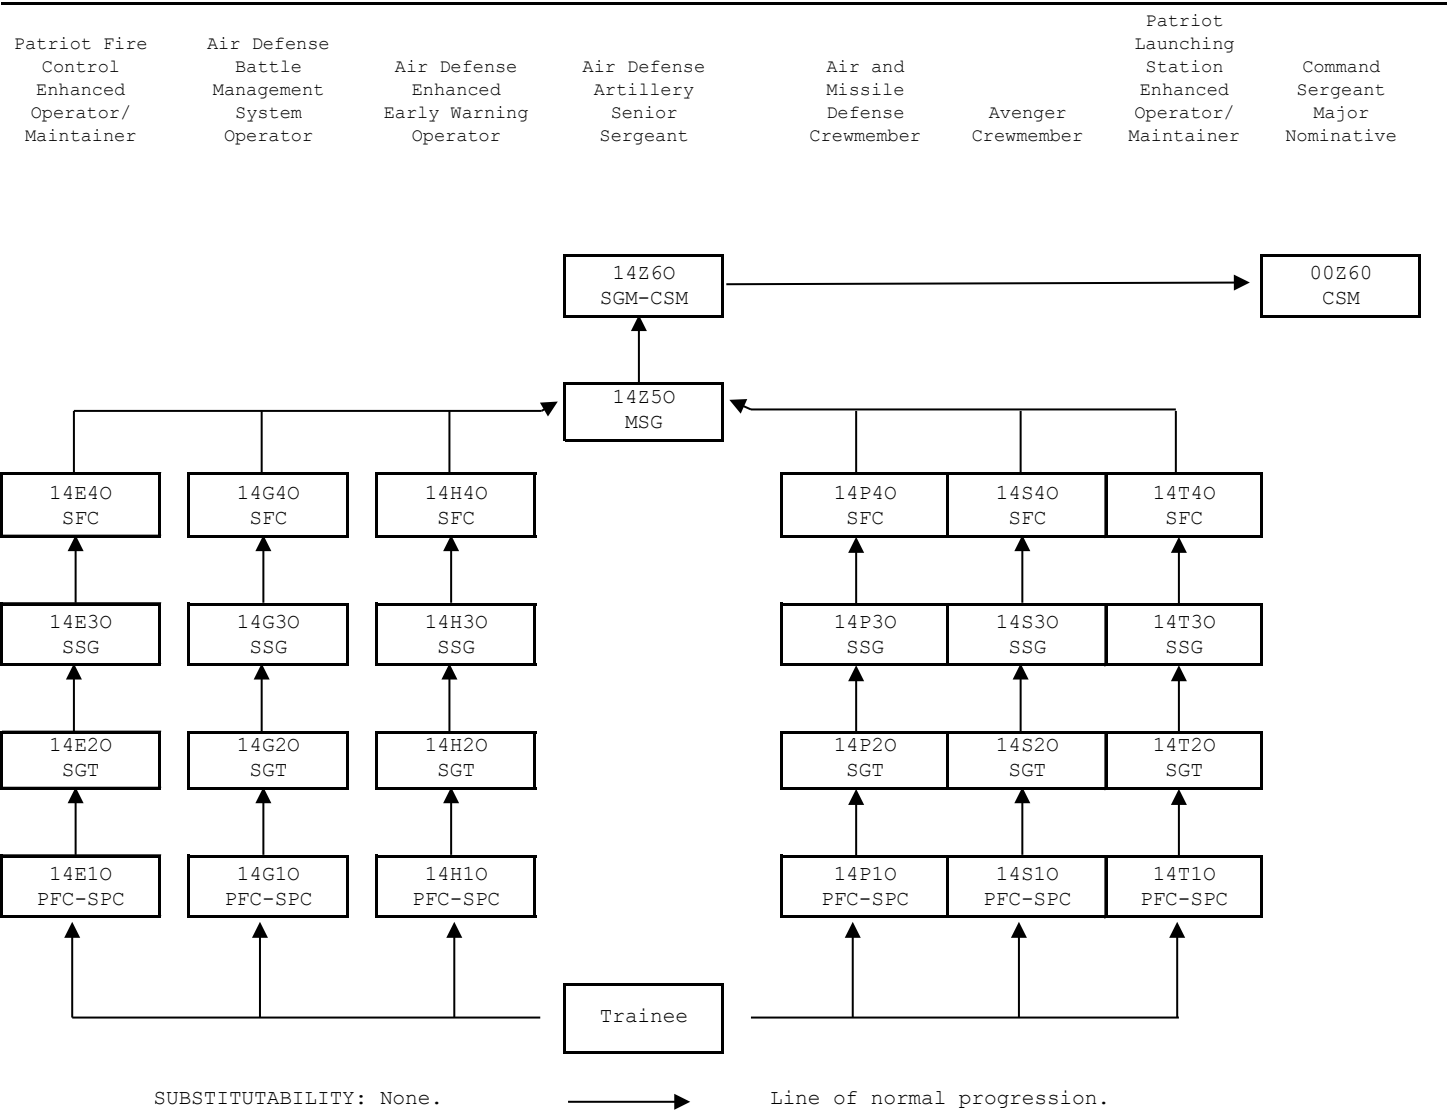 Patriot Fire
Control
Enhanced
Operator/
Maintainer
Air Defense
Battle
Management
System
Operator
Air Defense
Enhanced
Early Warning
Operator
Air Defense
Artillery
Senior
Sergeant
Air and
Missile
Defense
Crewmember
Avenger
Crewmember
Patriot
Launching
Station
Enhanced
Operator/
Maintainer
Command
Sergeant
Major
Nominative
14Z6O
SGM-CSM
00Z60
CSM
14Z5O
MSG
14E4O
SFC
14G4O
SFC
14H4O
SFC
14P4O
SFC
14S4O
SFC
14T4O
SFC
14E3O
SSG
14G3O
SSG
14H3O
SSG
14P3O
SSG
14S3O
SSG
14T3O
SSG
14E2O
SGT
14G2O
SGT
14H2O
SGT
14P2O
SGT
14S2O
SGT
14T2O
SGT
14E1O
PFC-SPC
14G1O
PFC-SPC
14H1O
PFC-SPC
14P1O
PFC-SPC
14S1O
PFC-SPC
14T1O
PFC-SPC
Trainee
SUBSTITUTABILITY: None.
Line of normal progression.